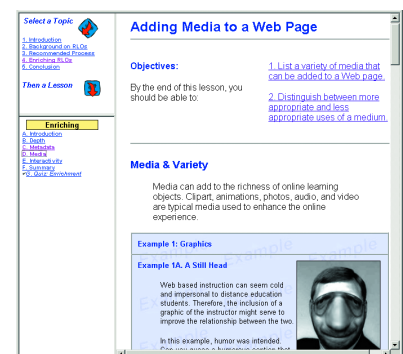 Select a Topic
1. Introduction
2. Background on RLOs
3. Recommended Process
4. Enriching RLOs
5. Conclusion
Then a Lesson
Enriching
A. Introduction
B. Depth
C. Metadata
D. Media
E. Interactivity
F. Summary
G. Quiz: Enrichment
Adding Media to a Web Page
Objectives:
By the end of this lesson, you
should be able to:
1. List a variety of media that
can be added to a Web page.
2. Distinguish between more
appropriate and less
appropriate uses of a medium.
Media & Variety
Media can add to the richness of online learning
objects. Clipart, animations, photos, audio, and video
are typical media used to enhance the online
experience.
Example 1: Graphics
Example 1A. A Still Head
Web based instruction can seem cold
and impersonal to distance education
students. Therefore, the inclusion of a
graphic of the instructor might serve to
improve the relationship between the two.
In this example, humor was intended.